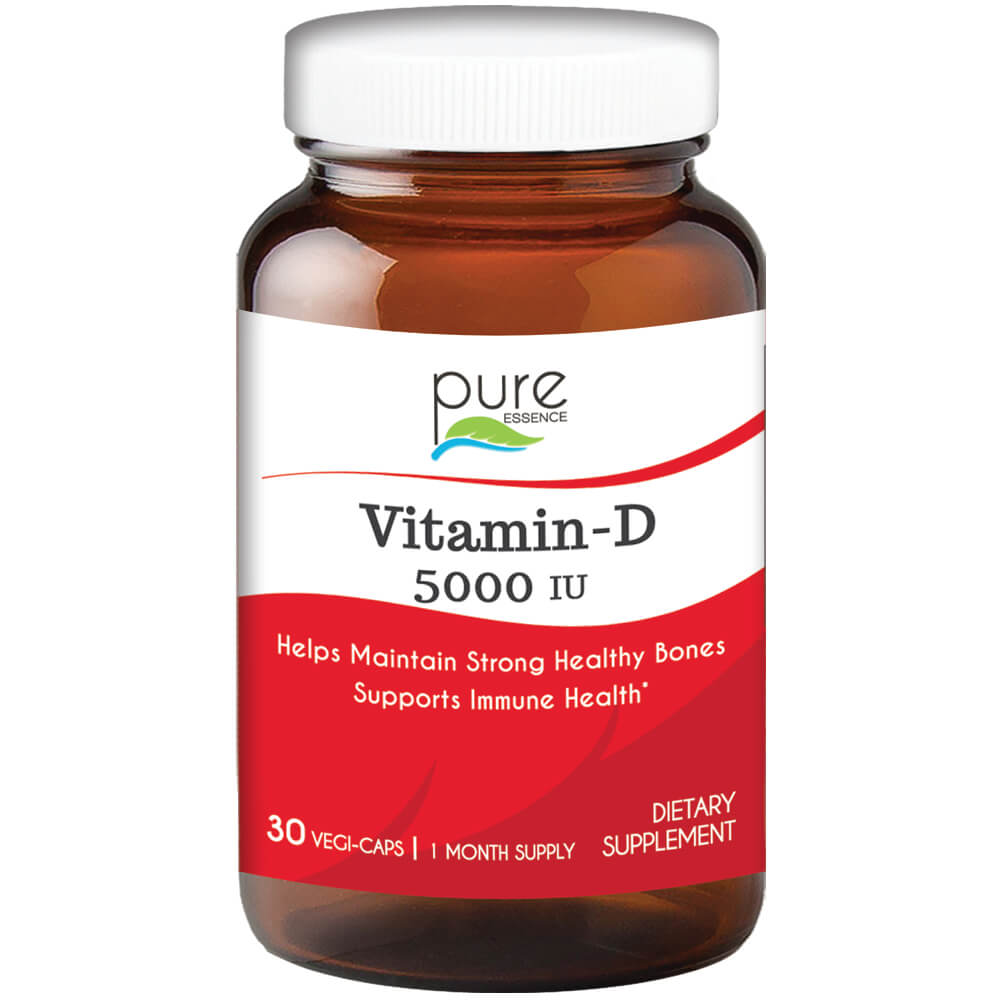 pure
ESSENCE
Vitamin-D
5000 IU
Helps Maintain Strong Healthy Bones
Supports Immune Health*
30 VEGI-CAPS | 1 MONTH SUPPLY
DIETARY
SUPPLEMENT